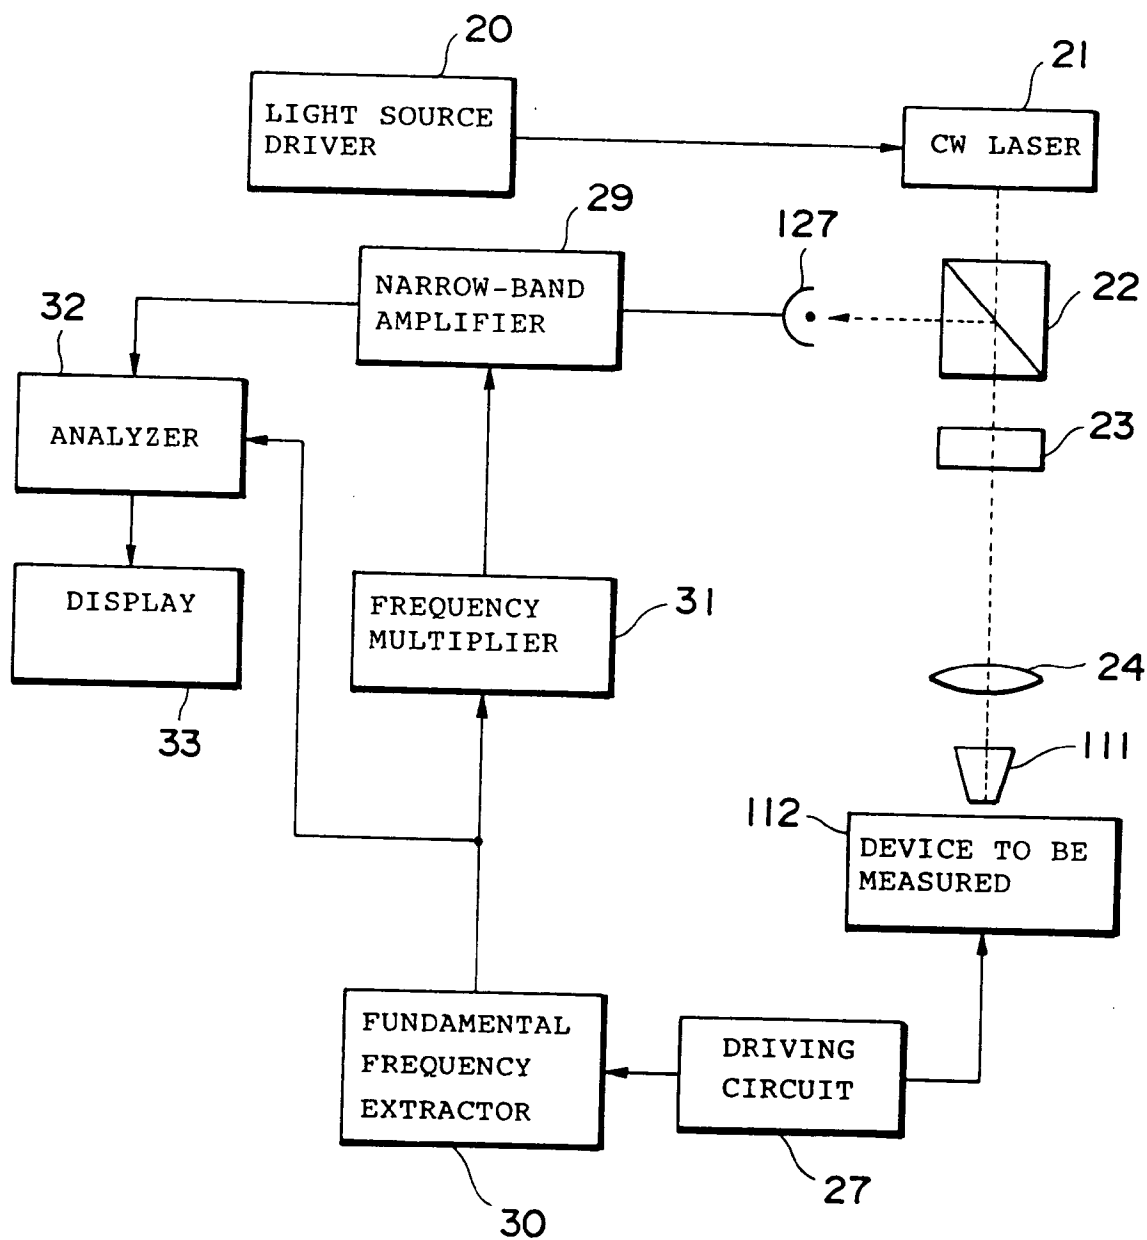 20
21
LIGHT SOURCE
DRIVER
CW LASER
29
127
NARROW-BAND
AMPLIFIER
22
32
ANALYZER
23
DISPLAY
FREQUENCY
MULTIPLIER
31
33
24
111
112
DEVICE TO BE
MEASURED
FUNDAMENTAL
FREQUENCY
EXTRACTOR
DRIVING
CIRCUIT
27
30